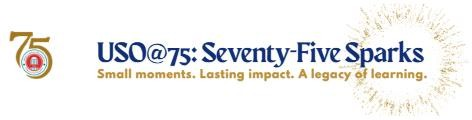 75
USO@75: Seventy-Five Sparks
Small moments. Lasting impact. A legacy of learning.